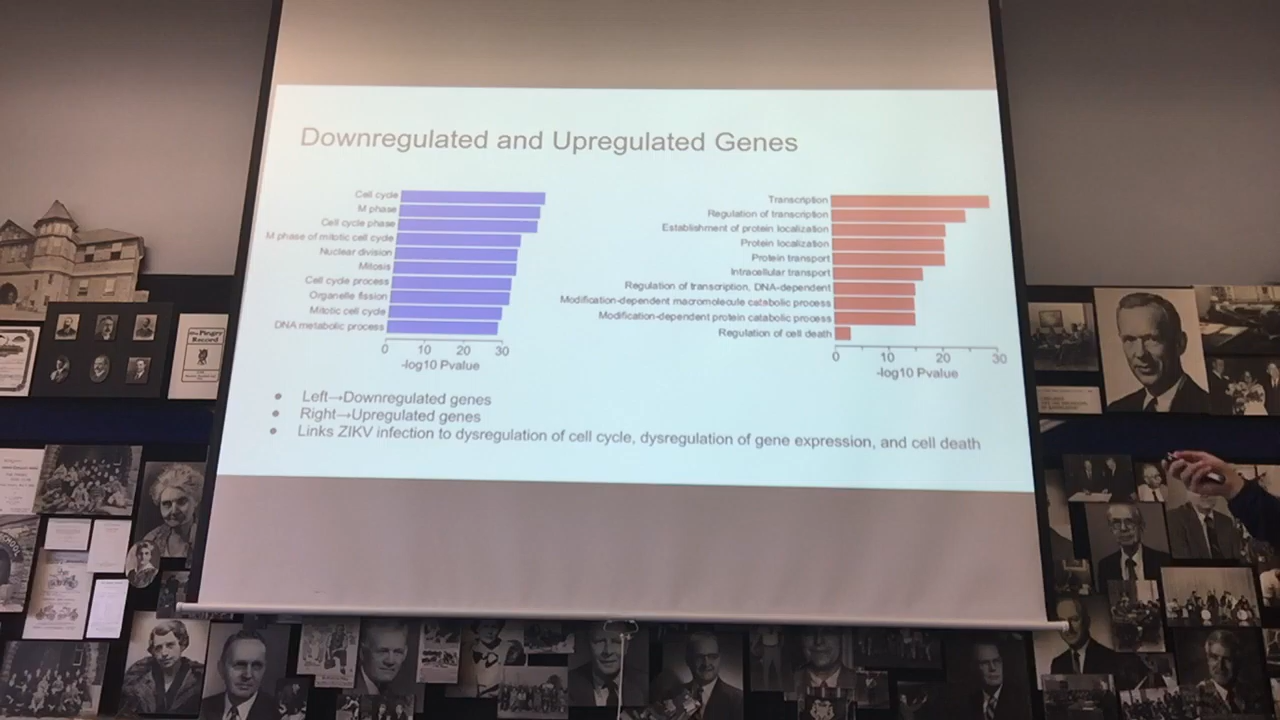 Downregulated and Upregulated Genes
Cell cycle
M phase
Cell cycle phase
M phase of mitotic cell cycle
Nuclear division
Mitosis
Cell cycle process
Organelle fission
Mitotic cell cycle
DNA metabolic process
0 10 20 30
-log10 Pvalue
Transcription
Regulation of transcription
Establishment of protein localization
Protein localization
Protein transport
Intracellular transport
Regulation of transcription, DNA-dependent
Modification-dependent macromolecule catabolic process
Modification-dependent protein catabolic process
Regulation of cell death
0 10 20 30
-log10 Pvalue
• Left→Downregulated genes
• Right→Upregulated genes
• Links ZIKV infection to dysregulation of cell cycle, dysregulation of gene expression, and cell death
Pingry
Record